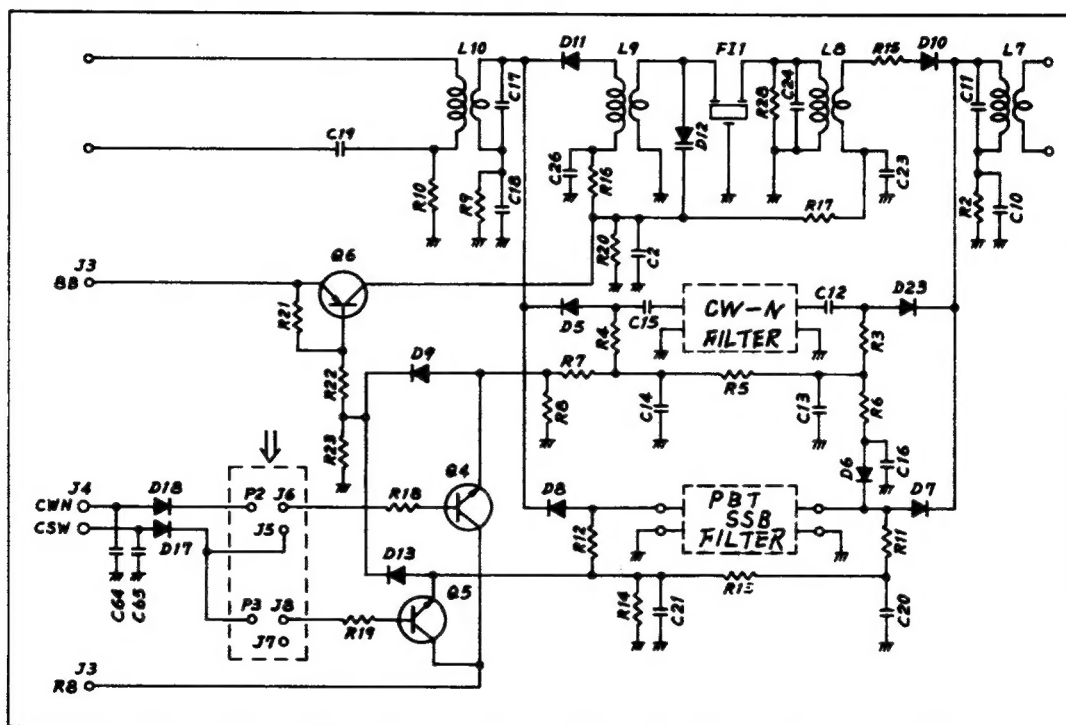 D11 L9 FI1 L8 R15 D10 L7
L10 C17 R28 C24 C11
C19 D12
R10 R9 C18 C26 R16 C23 R2 C10
R17
R20 C2
J3 Q6
8B
R21 D5 C15 CW-N C12 D23
R4 FILTER R3
D9 R7
R22 R8 C14 R5 C13 R6
R23 C16
Q4 D6
J4 D18 P2 J6 R18 D8 PBT D7
CWN SSB
CSW J5 R12 FILTER R11
D17
D13 R13
C64 C65 P3 J8 Q5 R14 C21 C20
R19
J7
J3
R8